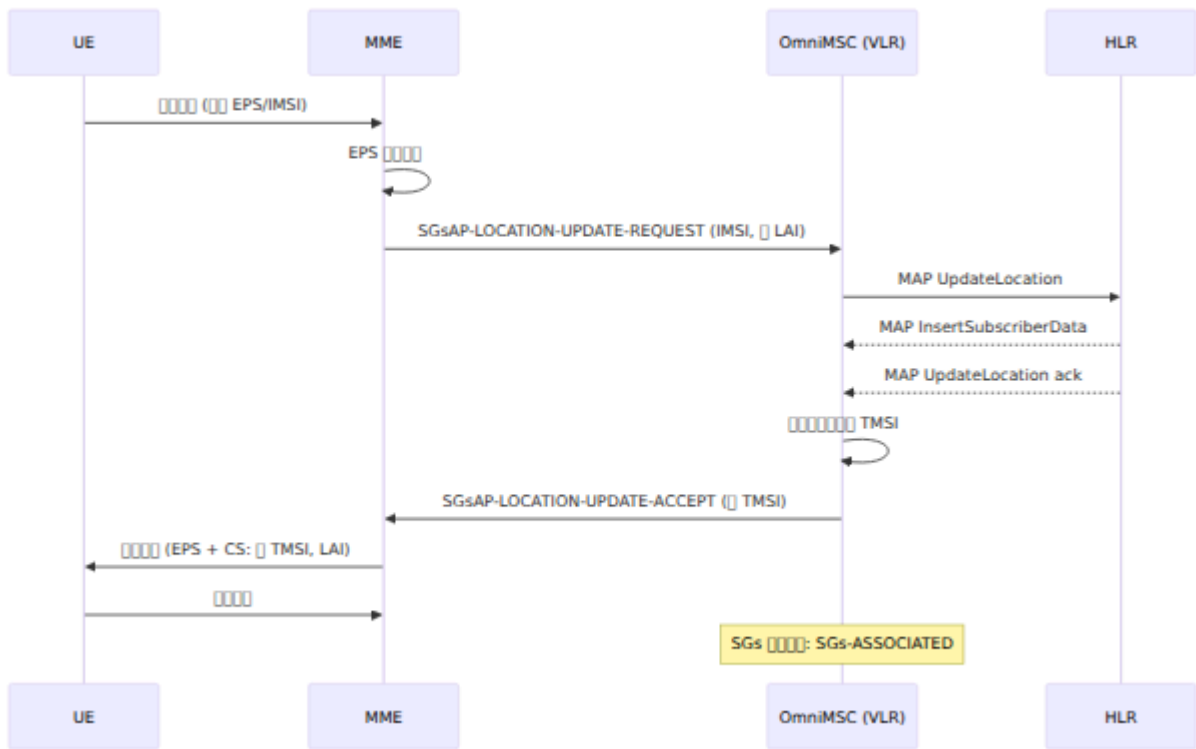 UE
MME
OmniMSC (VLR)
HLR
(EPS/IMSI)
EPS
SGsAP-LOCATION-UPDATE-REQUEST (IMSI, LAI)
MAP UpdateLocation
MAP InsertSubscriberData
MAP UpdateLocation ack
TMSI
SGsAP-LOCATION-UPDATE-ACCEPT (TMSI)
(EPS + CS: TMSI, LAI)
SGs : SGs-ASSOCIATED
UE
MME
OmniMSC (VLR)
HLR